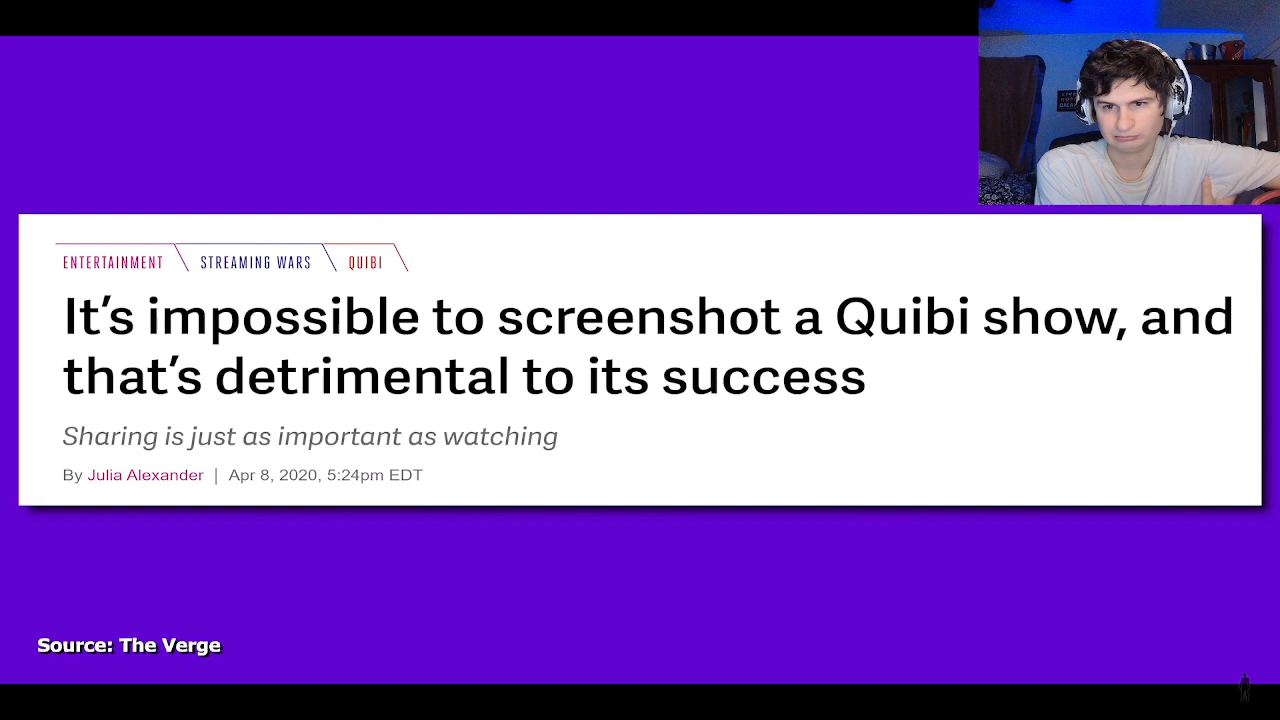 ENTERTAINMENT STREAMING WARS QUIBI
It’s impossible to screenshot a Quibi show, and
that’s detrimental to its success
Sharing is just as important as watching
By Julia Alexander | Apr 8, 2020, 5:24pm EDT
Source: The Verge